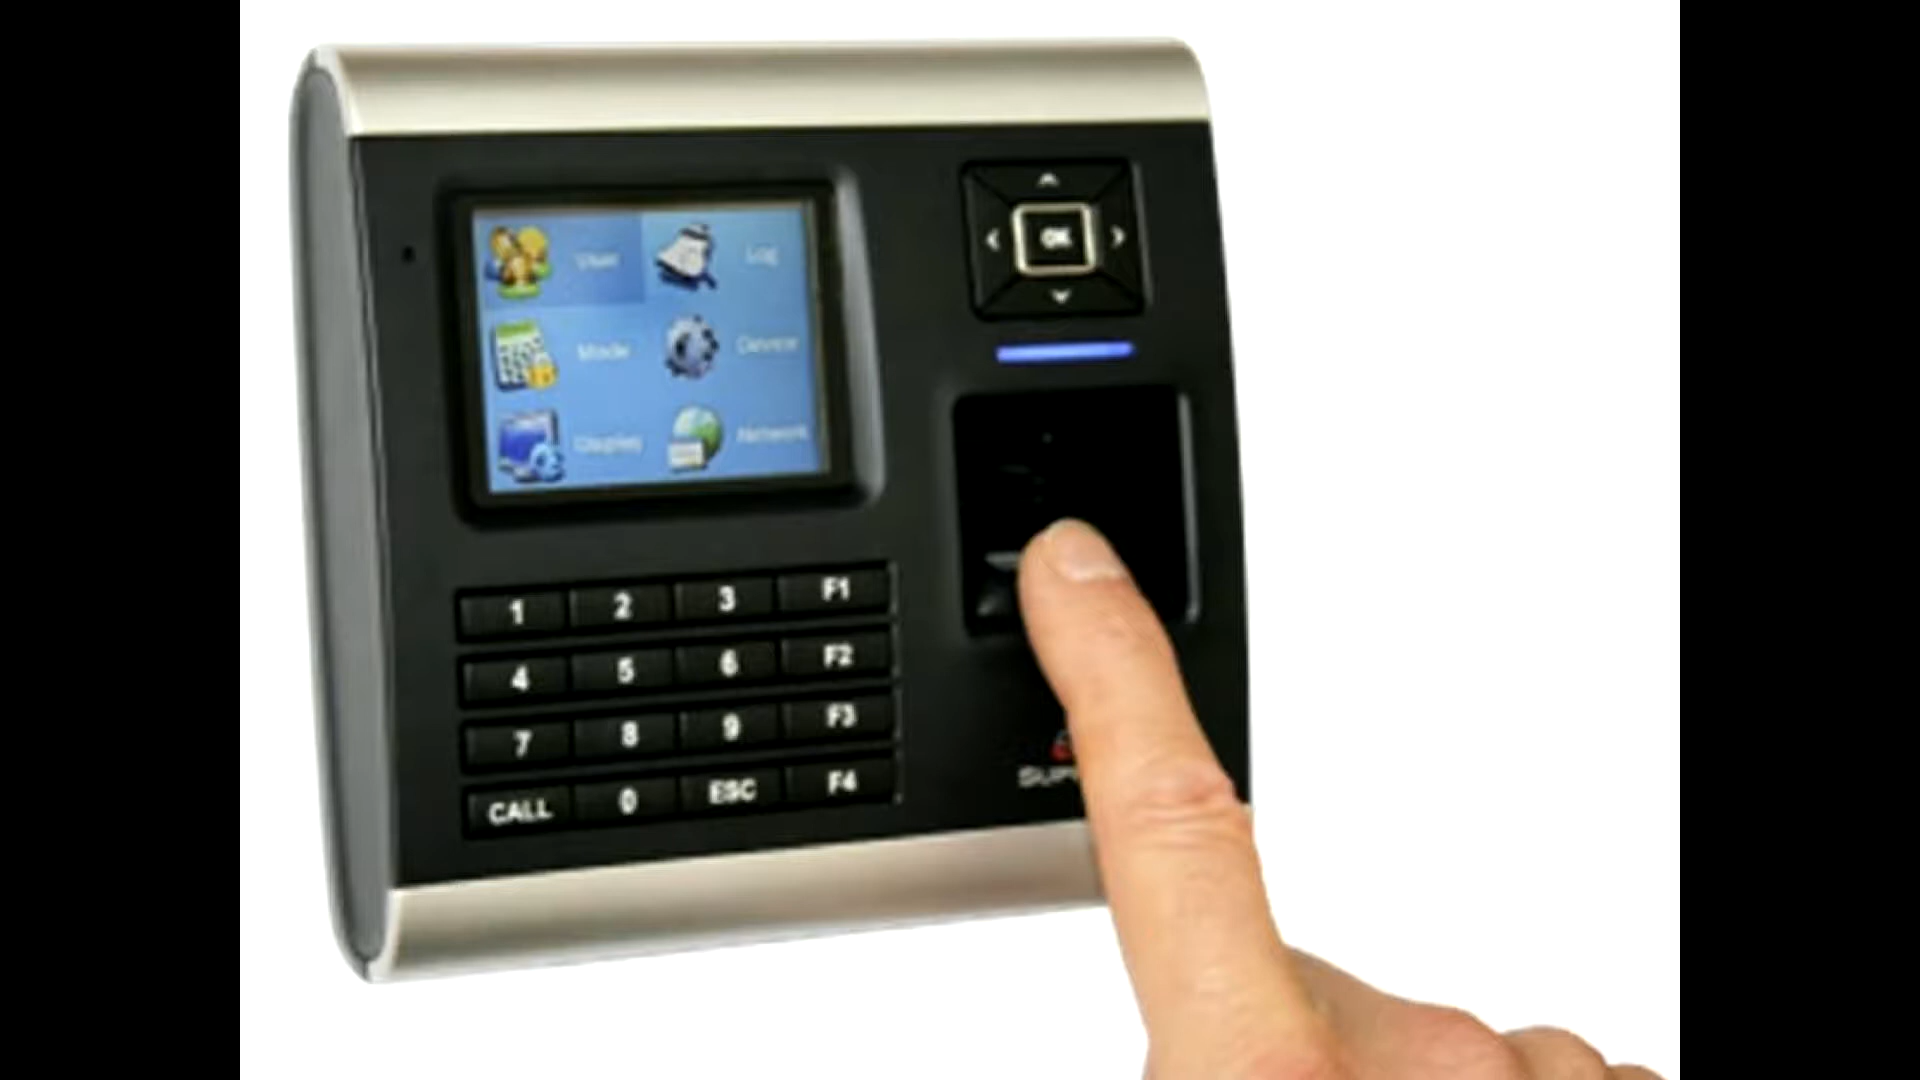 User Log
Mode Device
Display Network
OK
1 2 3 F1
4 5 6 F2
7 8 9 F3
CALL 0 ESC F4